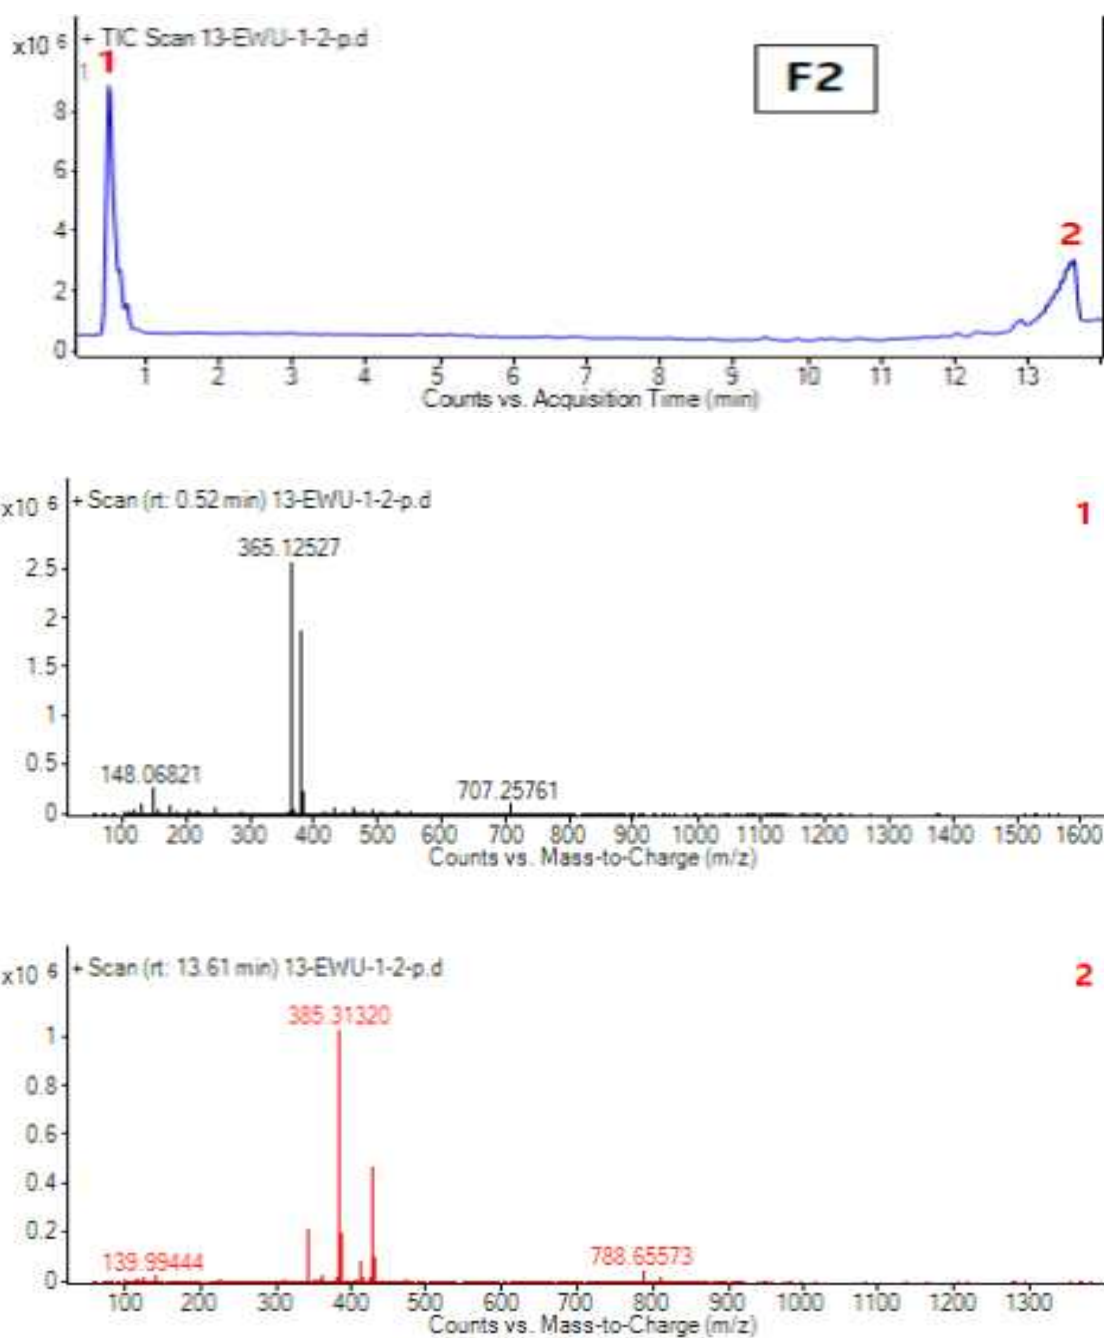 x10 6 + TIC Scan 13-EWU-1-2-p.d
1 1
F2
8
6
4
2
0
2
1 2 3 4 5 6 7 8 9 10 11 12 13
Counts vs. Acquisition Time (min)
x10 6 + Scan (rt: 0.52 min) 13-EWU-1-2-p.d
1
365.12527
2.5
2
1.5
1
0.5
0
148.06821
707.25761
100 200 300 400 500 600 700 800 900 1000 1100 1200 1300 1400 1500 1600
Counts vs. Mass-to-Charge (m/z)
x10 6 + Scan (rt: 13.61 min) 13-EWU-1-2-p.d
2
385.31320
1
0.8
0.6
0.4
0.2
0
139.99444
788.65573
100 200 300 400 500 600 700 800 900 1000 1100 1200 1300
Counts vs. Mass-to-Charge (m/z)